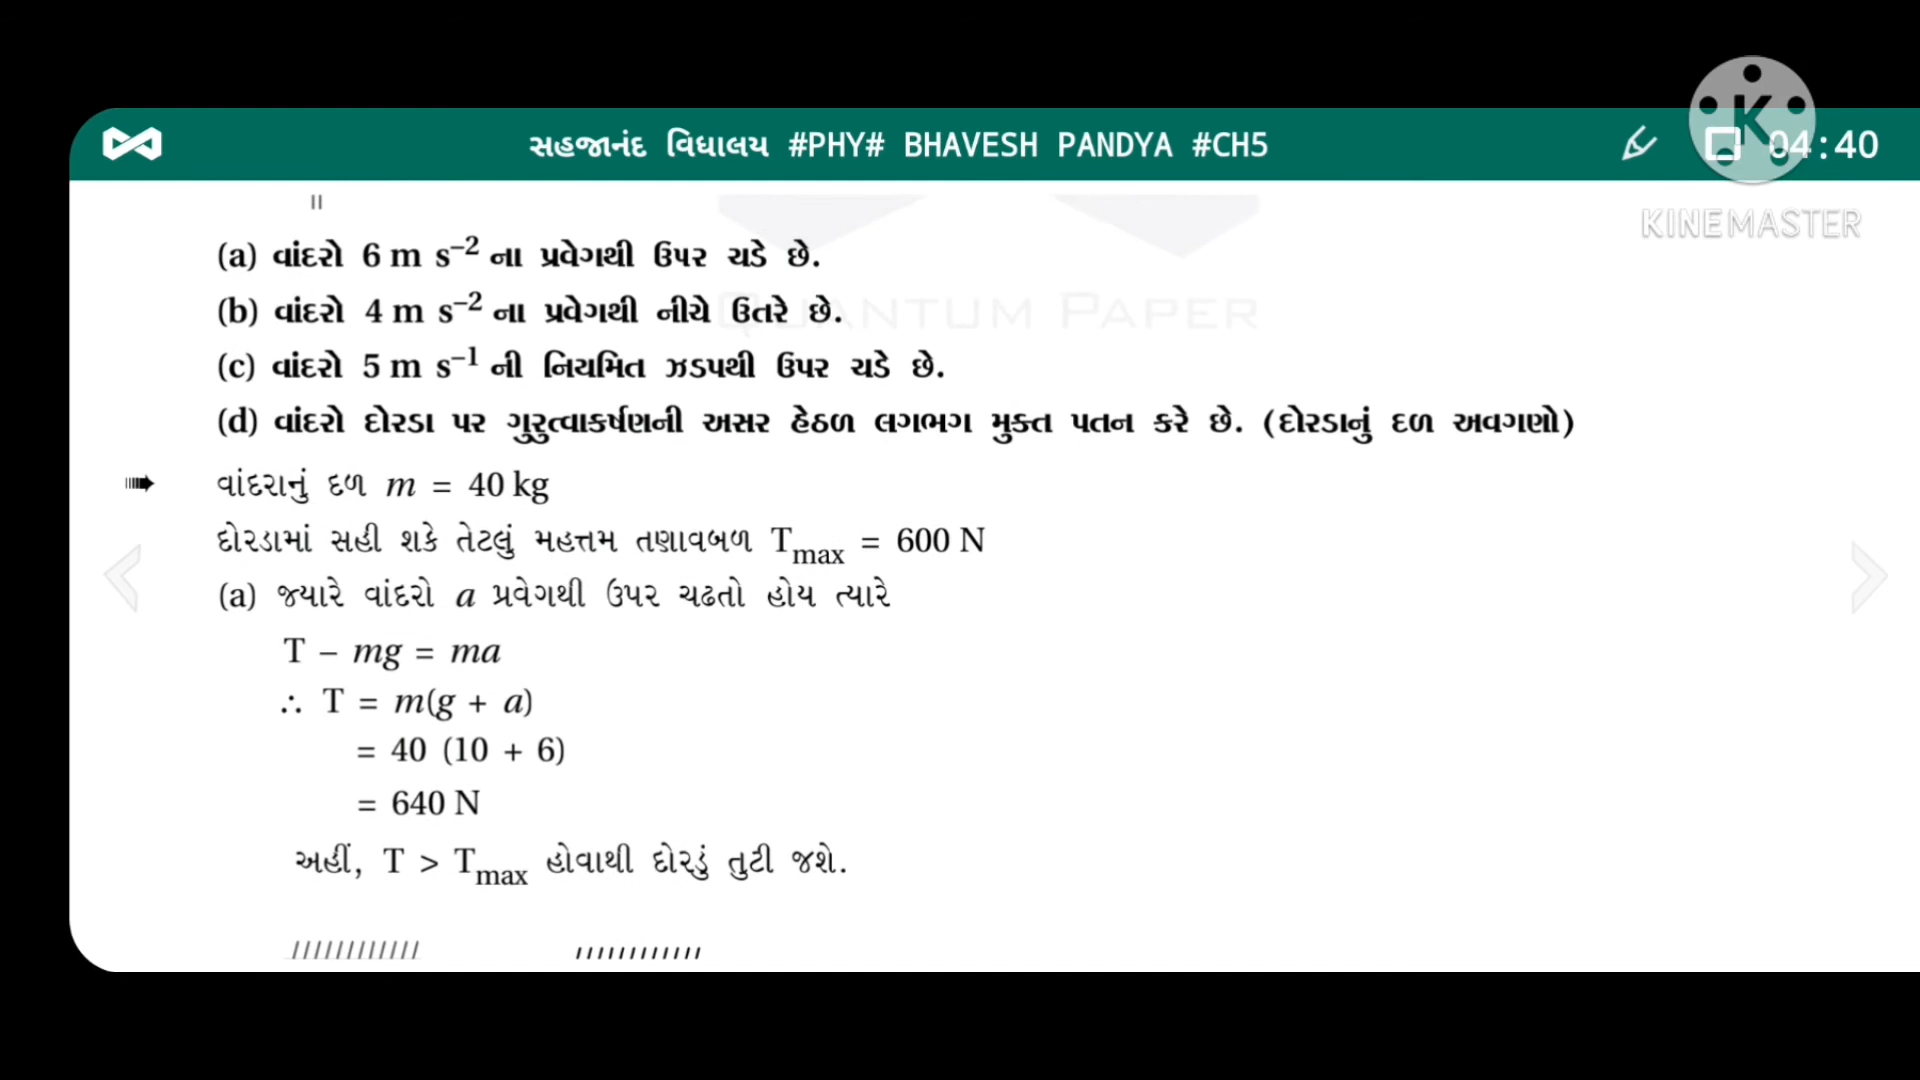 સહજાનંદ વિધાલય #PHY# BHAVESH PANDYA #CH5
04:40
KINEMASTER
QUANTUM PAPER
(a) વાંદરો 6 m s⁻² ના પ્રવેગથી ઉપર ચડે છે.
(b) વાંદરો 4 m s⁻² ના પ્રવેગથી નીચે ઉતરે છે.
(c) વાંદરો 5 m s⁻¹ ની નિયમિત ઝડપથી ઉપર ચડે છે.
(d) વાંદરો દોરડા પર ગુરુત્વાકર્ષણની અસર હેઠળ લગભગ મુક્ત પતન કરે છે. (દોરડાનું દળ અવગણો)
વાંદરાનું દળ m = 40 kg
દોરડામાં સહી શકે તેટલું મહત્તમ તણાવબળ Tmax = 600 N
(a) જ્યારે વાંદરો a પ્રવેગથી ઉપર ચઢતો હોય ત્યારે
T – mg = ma
∴ T = m(g + a)
= 40 (10 + 6)
= 640 N
અહીં, T > Tmax હોવાથી દોરડું તુટી જશે.